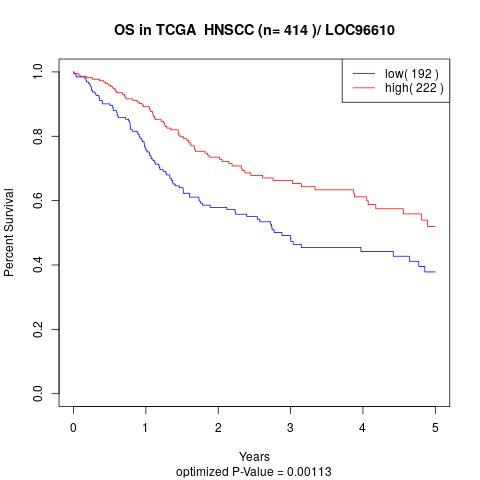 OS in TCGA  HNSCC (n= 414 )/ LOC96610
low( 192 )
high( 222 )
Percent Survival
1.0
0.8
0.6
0.4
0.2
0.0
0 1 2 3 4 5
Years
optimized P-Value = 0.00113